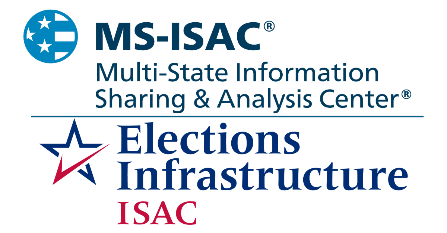 MS-ISAC®
Multi-State Information
Sharing & Analysis Center®
Elections
Infrastructure
ISAC